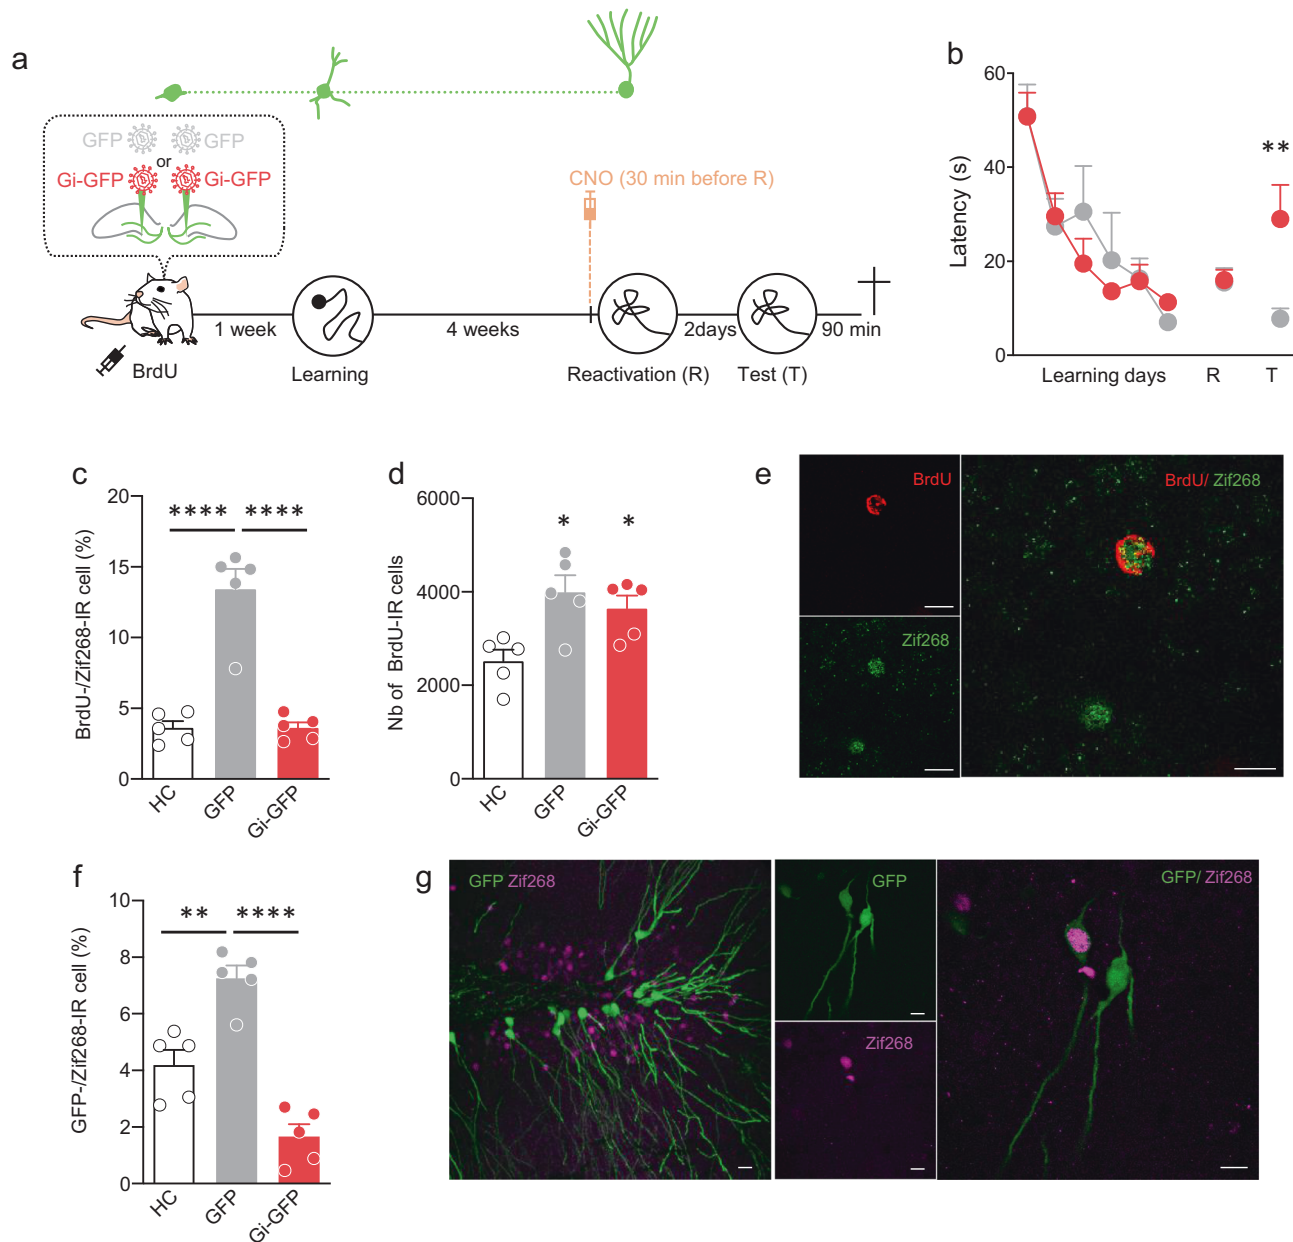 a
GFP GFP
or
Gi-GFP Gi-GFP
CNO (30 min before R)
1 week
4 weeks
2days
90 min
BrdU
Learning
Reactivation (R)
Test (T)
b
Latency (s)
60
40
20
0
**
Learning days R T
c
BrdU-/Zif268-IR cell (%)
20
15
10
5
0
**** ****
HC GFP Gi-GFP
d
Nb of BrdU-IR cells
6000
4000
2000
0
* *
HC GFP Gi-GFP
e
BrdU
Zif268
BrdU/ Zif268
f
GFP-/Zif268-IR cell (%)
10
8
6
4
2
0
** ****
HC GFP Gi-GFP
g
GFP Zif268
GFP
Zif268
GFP/ Zif268